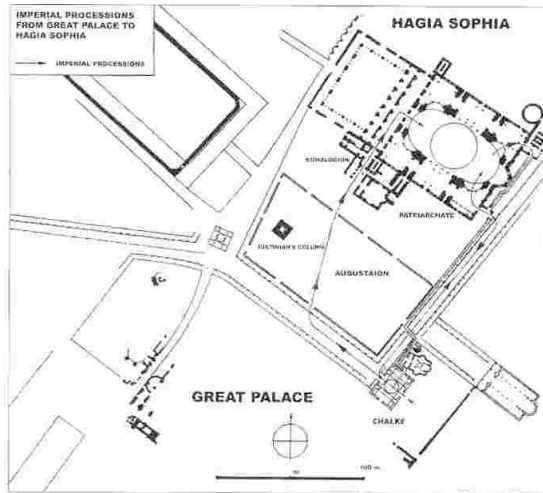 IMPERIAL PROCESSIONS
FROM GREAT PALACE TO
HAGIA SOPHIA
IMPERIAL PROCESSIONS
HAGIA SOPHIA
PATRIARCHATE
JUSTINIAN'S COLUMN
AUGUSTAION
GREAT PALACE
CHALKE